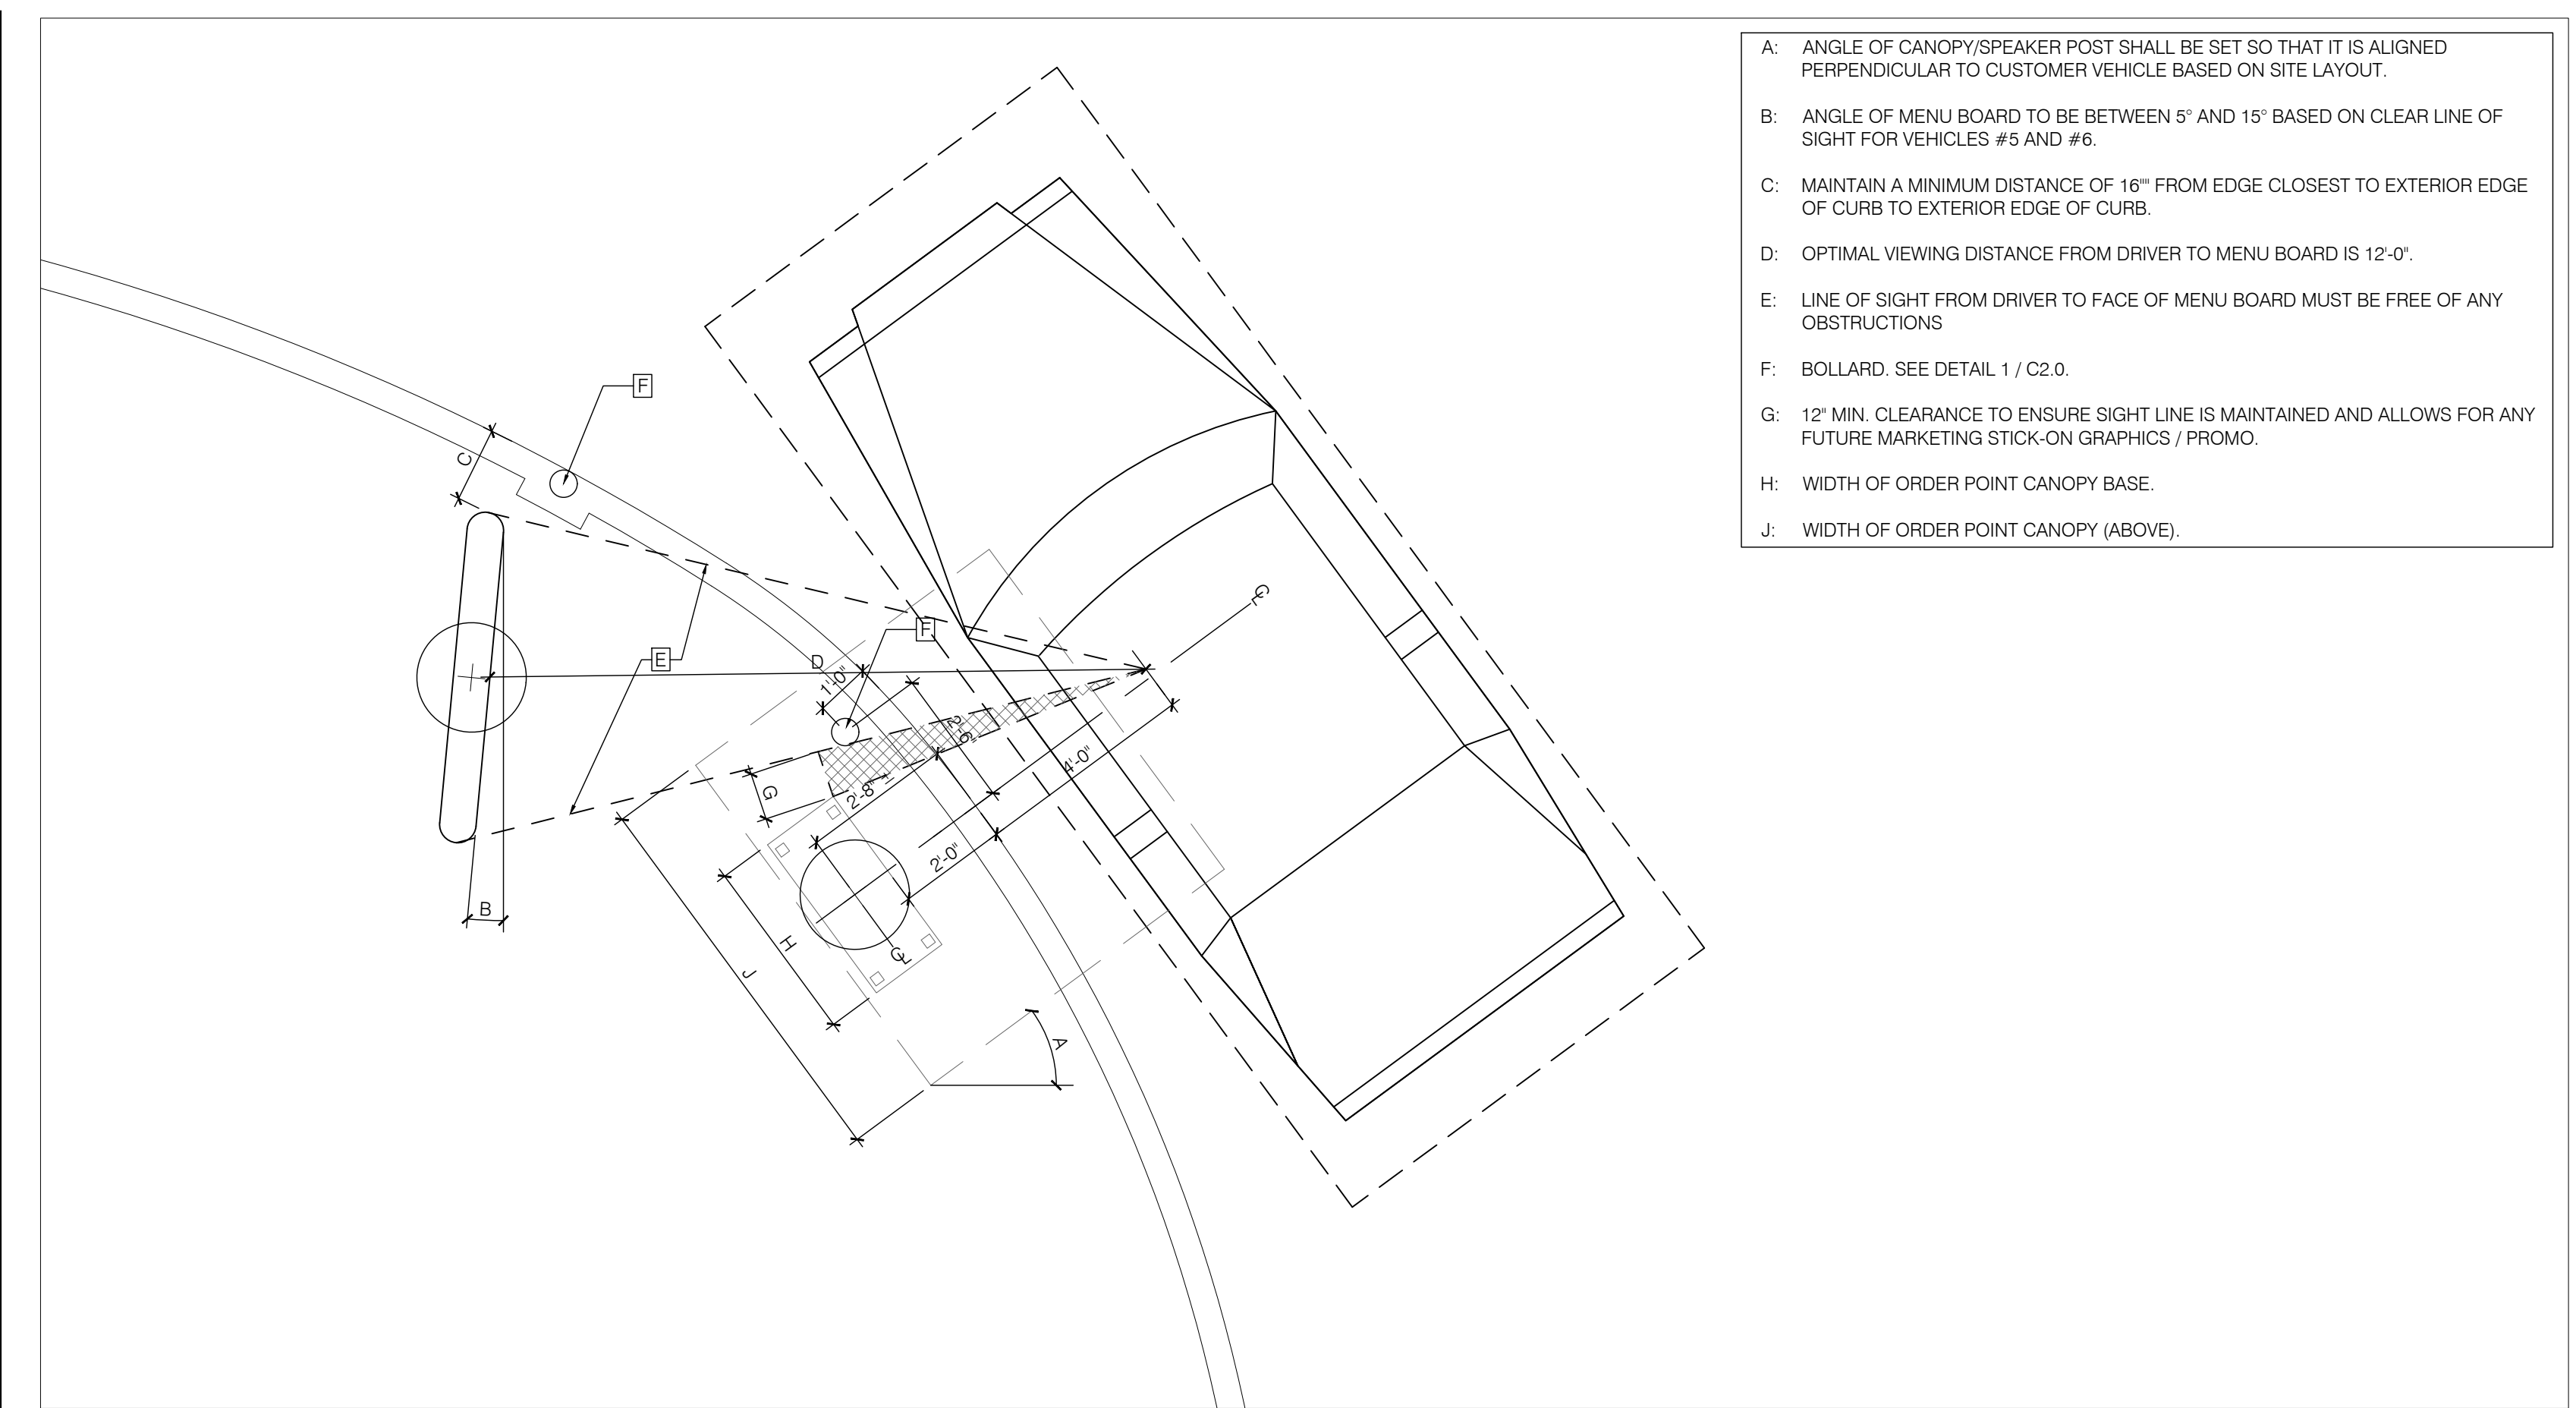 A: ANGLE OF CANOPY/SPEAKER POST SHALL BE SET SO THAT IT IS ALIGNED
PERPENDICULAR TO CUSTOMER VEHICLE BASED ON SITE LAYOUT.
B: ANGLE OF MENU BOARD TO BE BETWEEN 5° AND 15° BASED ON CLEAR LINE OF
SIGHT FOR VEHICLES #5 AND #6.
C: MAINTAIN A MINIMUM DISTANCE OF 16"" FROM EDGE CLOSEST TO EXTERIOR EDGE
OF CURB TO EXTERIOR EDGE OF CURB.
D: OPTIMAL VIEWING DISTANCE FROM DRIVER TO MENU BOARD IS 12'-0".
E: LINE OF SIGHT FROM DRIVER TO FACE OF MENU BOARD MUST BE FREE OF ANY
OBSTRUCTIONS
F: BOLLARD. SEE DETAIL 1 / C2.0.
G: 12" MIN. CLEARANCE TO ENSURE SIGHT LINE IS MAINTAINED AND ALLOWS FOR ANY
FUTURE MARKETING STICK-ON GRAPHICS / PROMO.
H: WIDTH OF ORDER POINT CANOPY BASE.
J: WIDTH OF ORDER POINT CANOPY (ABOVE).
F
C
CL
F
E
D
1'-0"
2'-6"
4'-0"
G
2'-8"
2'-0"
B
H
CL
J
A